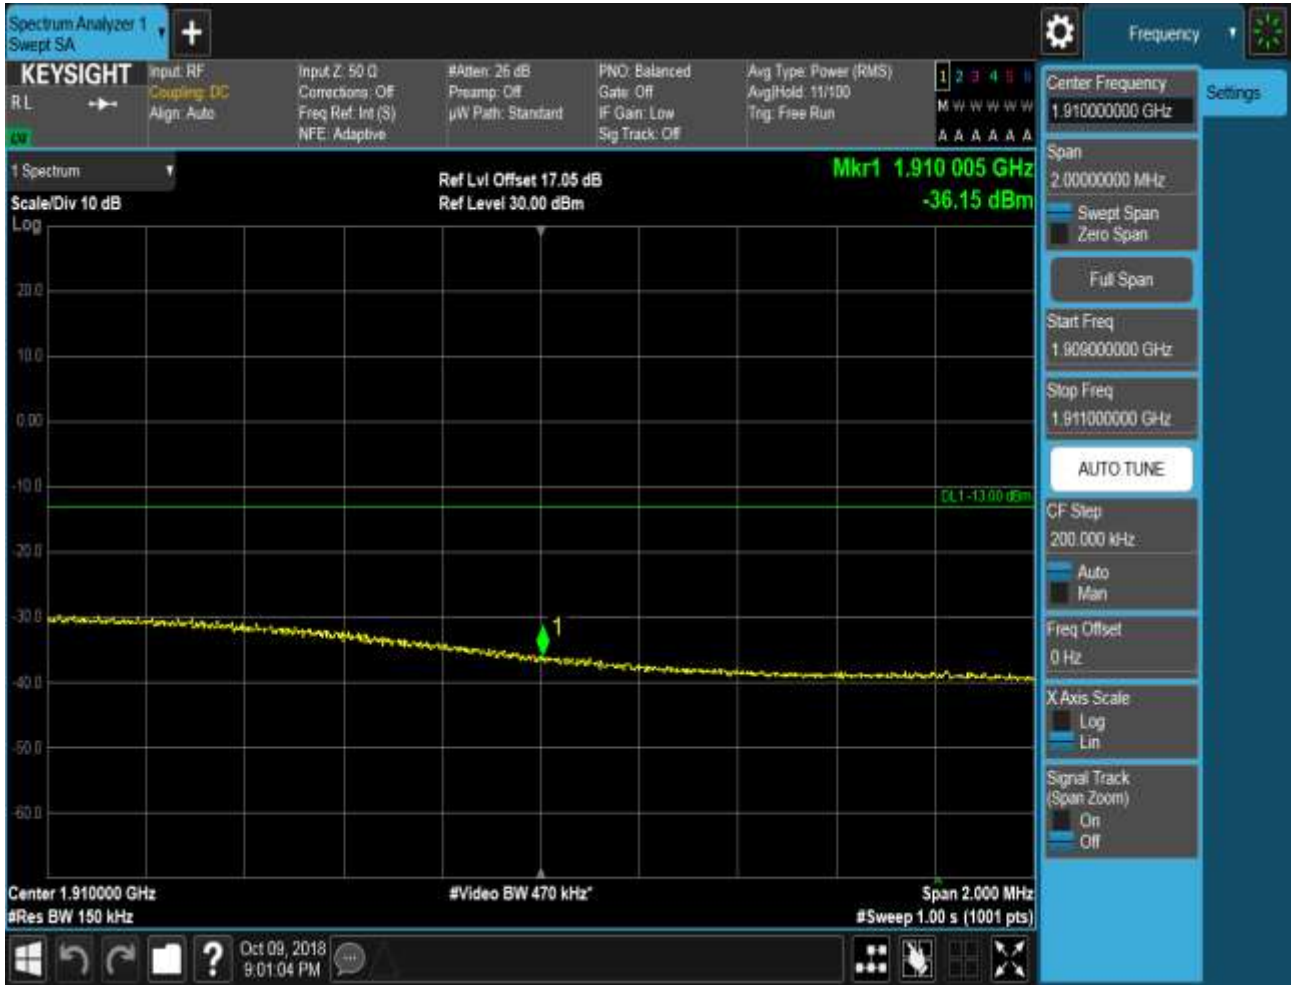 Spectrum Analyzer 1
Swept SA
+
Frequency
KEYSIGHT
Input: RF
Coupling: DC
Align: Auto
Input Z: 50 Ω
Corrections: Off
Freq Ref: Int (S)
NFE: Adaptive
#Atten: 26 dB
Preamp: Off
µW Path: Standard
PNO: Balanced
Gate: Off
IF Gain: Low
Sig Track: Off
Avg Type: Power (RMS)
Avg|Hold: 11/100
Trig: Free Run
1 2 3 4 5 6
M W W W W W
A A A A A A
R L
1 Spectrum
Scale/Div 10 dB
Log
Ref Lvl Offset 17.05 dB
Ref Level 30.00 dBm
Mkr1 1.910 005 GHz
-36.15 dBm
20.0
10.0
0.00
-10.0
DL1 -13.00 dBm
-20.0
-30.0
1
-40.0
-50.0
-60.0
Center 1.910000 GHz
#Res BW 150 kHz
#Video BW 470 kHz*
Span 2.000 MHz
#Sweep 1.00 s (1001 pts)
?
Oct 09, 2018
9:01:04 PM
Center Frequency
1.910000000 GHz
Settings
Span
2.00000000 MHz
Swept Span
Zero Span
Full Span
Start Freq
1.909000000 GHz
Stop Freq
1.911000000 GHz
AUTO TUNE
CF Step
200.000 kHz
Auto
Man
Freq Offset
0 Hz
X Axis Scale
Log
Lin
Signal Track
(Span Zoom)
On
Off